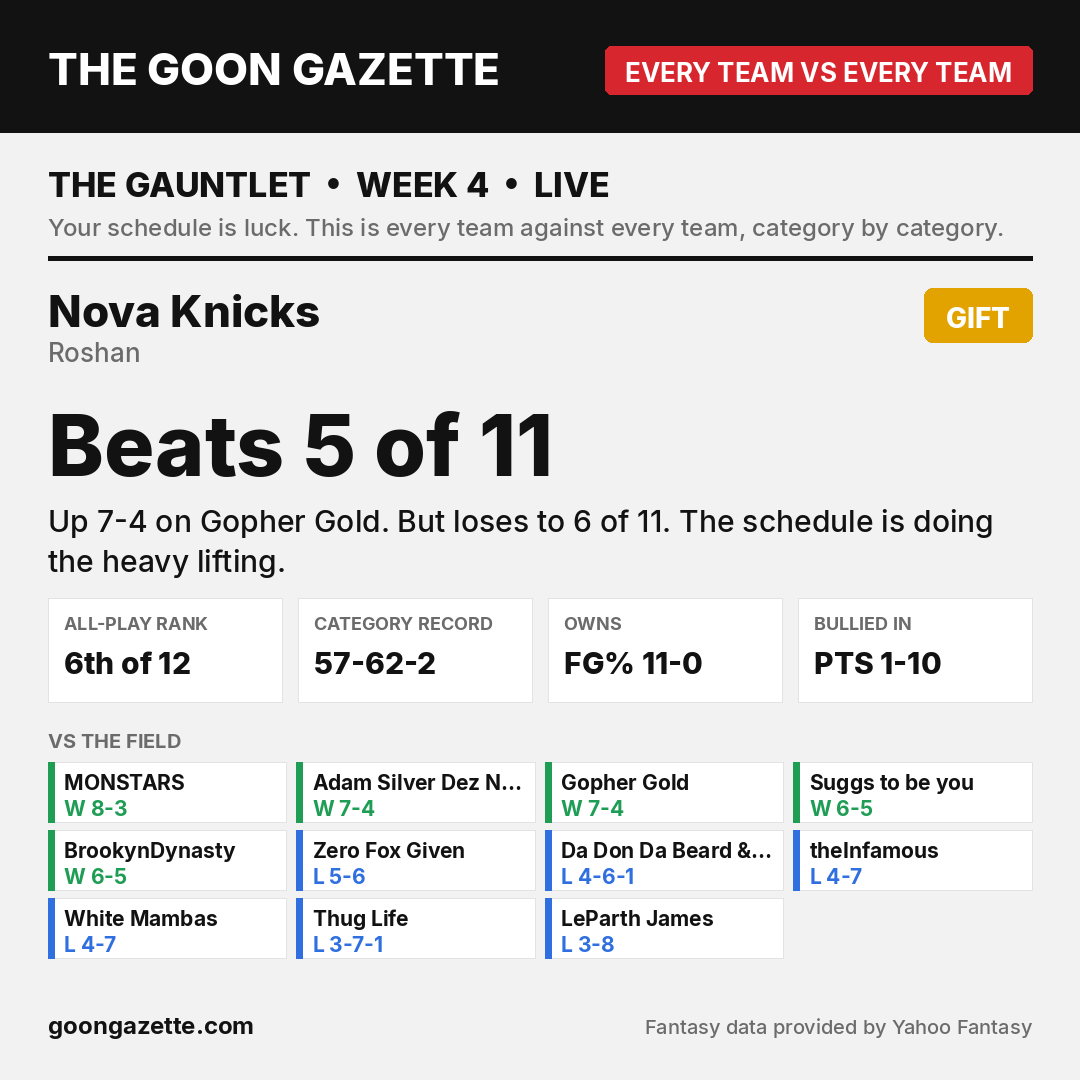 THE GOON GAZETTE
EVERY TEAM VS EVERY TEAM
THE GAUNTLET • WEEK 4 • LIVE
Your schedule is luck. This is every team against every team, category by category.
Nova Knicks
GIFT
Roshan
Beats 5 of 11
Up 7-4 on Gopher Gold. But loses to 6 of 11. The schedule is doing
the heavy lifting.
ALL-PLAY RANK
6th of 12
CATEGORY RECORD
57-62-2
OWNS
FG% 11-0
BULLIED IN
PTS 1-10
VS THE FIELD
MONSTARS
W 8-3
Adam Silver Dez N...
W 7-4
Gopher Gold
W 7-4
Suggs to be you
W 6-5
BrookynDynasty
W 6-5
Zero Fox Given
L 5-6
Da Don Da Beard &...
L 4-6-1
theInfamous
L 4-7
White Mambas
L 4-7
Thug Life
L 3-7-1
LeParth James
L 3-8
goongazette.com
Fantasy data provided by Yahoo Fantasy